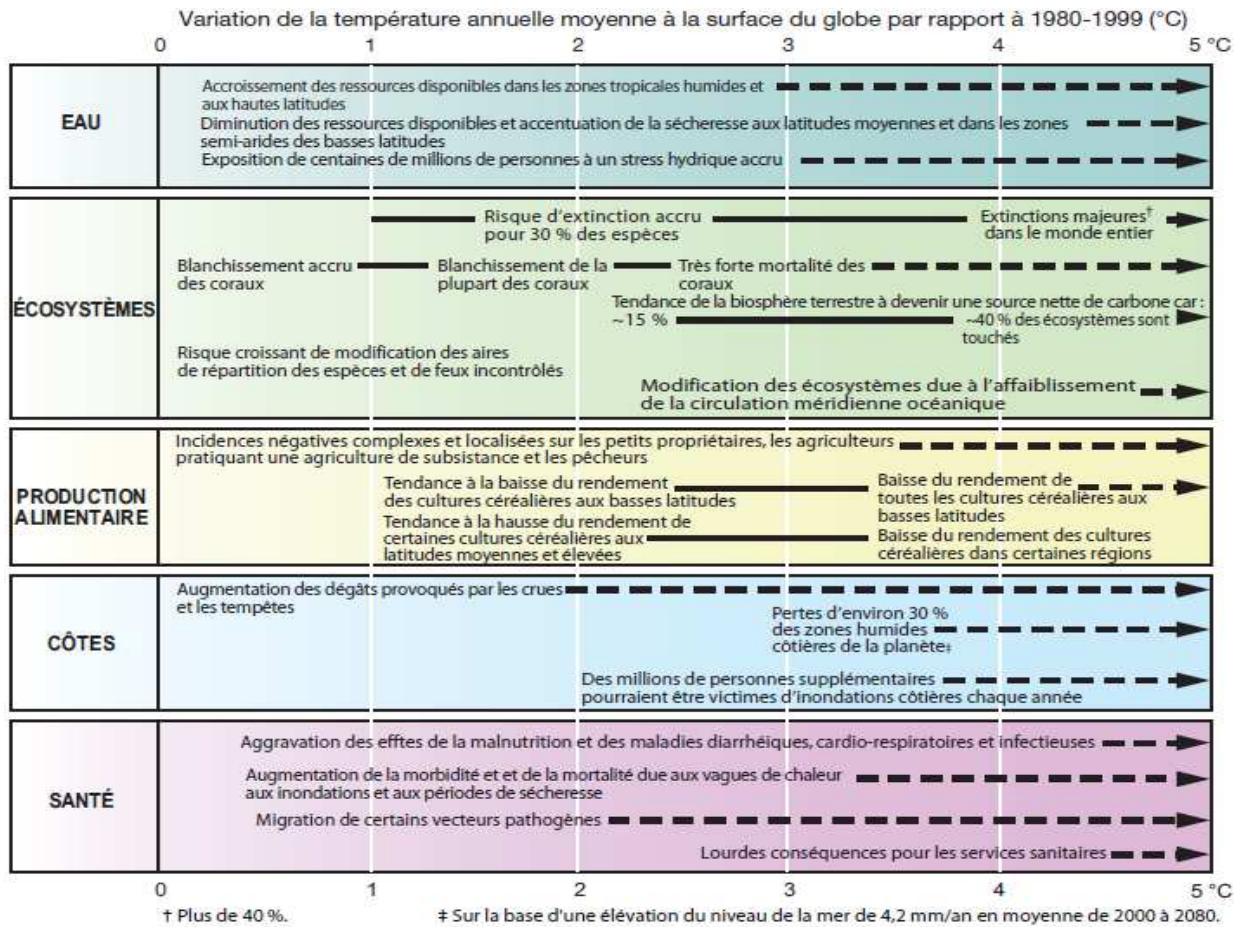 Variation de la température annuelle moyenne à la surface du globe par rapport à 1980-1999 (°C)
0 1 2 3 4 5 °C
EAU
Accroissement des ressources disponibles dans les zones tropicales humides et
aux hautes latitudes
Diminution des ressources disponibles et accentuation de la sécheresse aux latitudes moyennes et dans les zones
semi-arides des basses latitudes
Exposition de centaines de millions de personnes à un stress hydrique accru
ÉCOSYSTÈMES
Risque d'extinction accru
pour 30 % des espèces
Extinctions majeures†
dans le monde entier
Blanchissement accru
des coraux
Blanchissement de la
plupart des coraux
Très forte mortalité des
coraux
Tendance de la biosphère terrestre à devenir une source nette de carbone car :
~15 %
~40 % des écosystèmes sont
touchés
Risque croissant de modification des aires
de répartition des espèces et de feux incontrôlés
Modification des écosystèmes due à l'affaiblissement
de la circulation méridienne océanique
PRODUCTION
ALIMENTAIRE
Incidences négatives complexes et localisées sur les petits propriétaires, les agriculteurs
pratiquant une agriculture de subsistance et les pêcheurs
Tendance à la baisse du rendement
des cultures céréalières aux basses latitudes
Baisse du rendement de
toutes les cultures céréalières aux
basses latitudes
Tendance à la hausse du rendement de
certaines cultures céréalières aux
latitudes moyennes et élevées
Baisse du rendement des cultures
céréalières dans certaines régions
CÔTES
Augmentation des dégâts provoqués par les crues
et les tempêtes
Pertes d'environ 30 %
des zones humides
côtières de la planète‡
Des millions de personnes supplémentaires
pourraient être victimes d'inondations côtières chaque année
SANTÉ
Aggravation des efftes de la malnutrition et des maladies diarrhéiques, cardio-respiratoires et infectieuses
Augmentation de la morbidité et et de la mortalité due aux vagues de chaleur
aux inondations et aux périodes de sécheresse
Migration de certains vecteurs pathogènes
Lourdes conséquences pour les services sanitaires
0 1 2 3 4 5 °C
† Plus de 40 %.
‡ Sur la base d'une élévation du niveau de la mer de 4,2 mm/an en moyenne de 2000 à 2080.